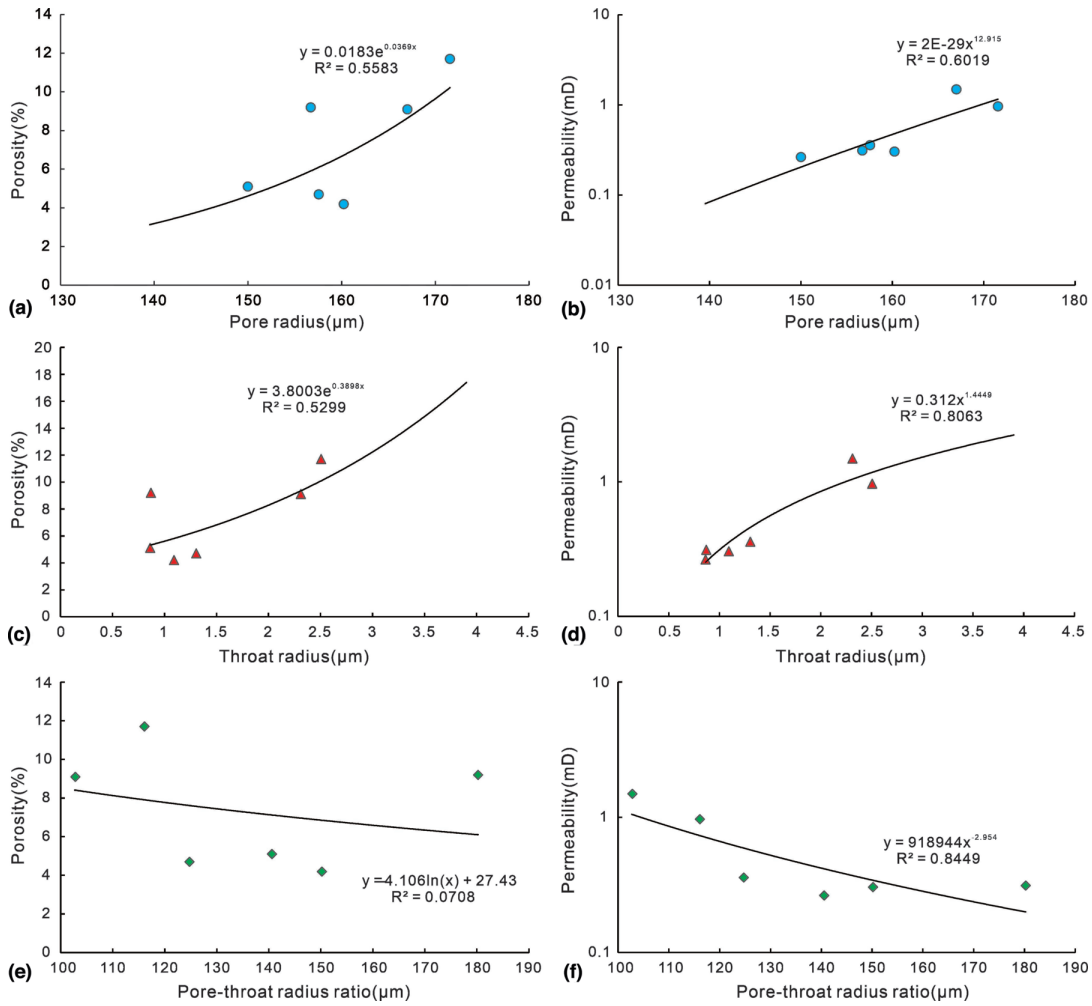 14
12
10
8
6
4
2
0
Porosity(%)
y = 0.0183e^0.0369x
R² = 0.5583
130 140 150 160 170 180
Pore radius(μm)
(a)
10
1
0.1
0.01
Permeability(mD)
y = 2E-29x^12.915
R² = 0.6019
130 140 150 160 170 180
Pore radius(μm)
(b)
20
18
16
14
12
10
8
6
4
2
0
Porosity(%)
y = 3.8003e^0.3898x
R² = 0.5299
0 0.5 1 1.5 2 2.5 3 3.5 4 4.5
Throat radius(μm)
(c)
10
1
0.1
Permeability(mD)
y = 0.312x^1.4449
R² = 0.8063
0 0.5 1 1.5 2 2.5 3 3.5 4 4.5
Throat radius(μm)
(d)
14
12
10
8
6
4
2
0
Porosity(%)
y=-4.106ln(x) + 27.43
R² = 0.0708
100 110 120 130 140 150 160 170 180 190
Pore-throat radius ratio(μm)
(e)
10
1
0.1
Permeability(mD)
y = 918944x^-2.954
R² = 0.8449
100 110 120 130 140 150 160 170 180 190
Pore-throat radius ratio(μm)
(f)